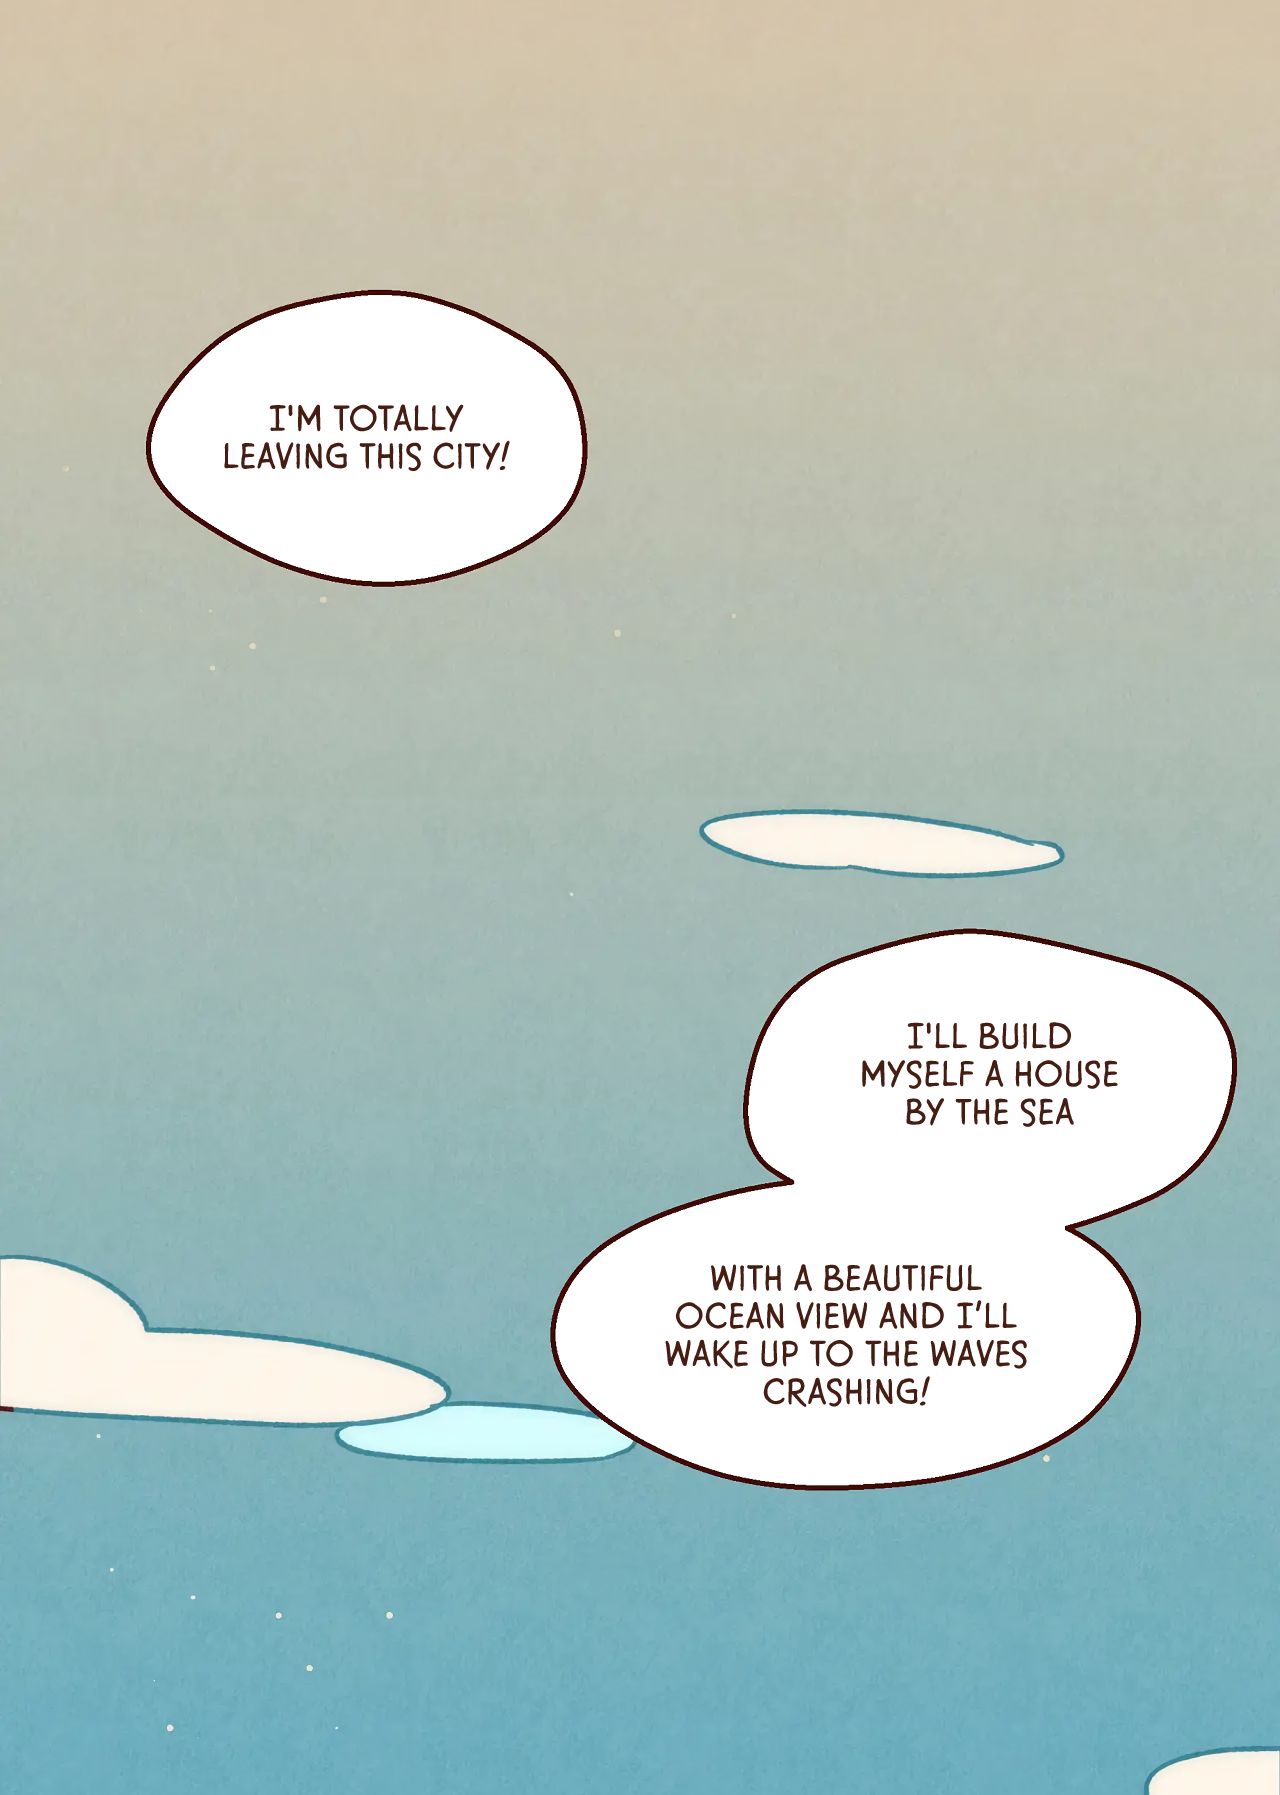 I'M TOTALLY
LEAVING THIS CITY!
I'LL BUILD
MYSELF A HOUSE
BY THE SEA
WITH A BEAUTIFUL
OCEAN VIEW AND I'LL
WAKE UP TO THE WAVES
CRASHING!